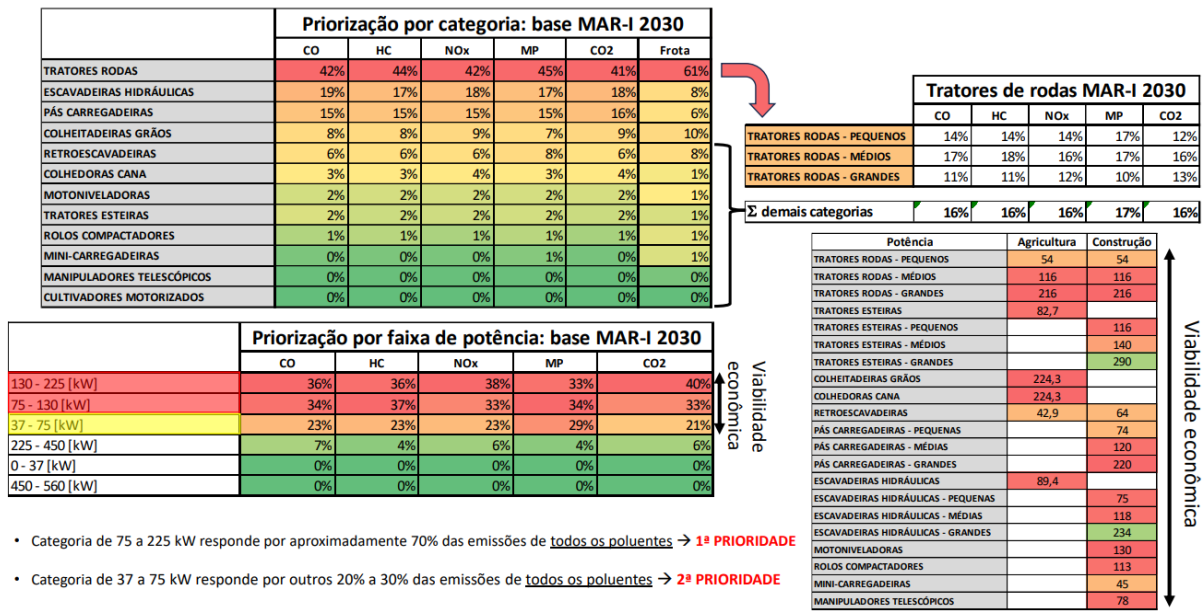 Priorização por categoria: base MAR-I 2030
CO HC NOx MP CO2 Frota
TRATORES RODAS 42% 44% 42% 45% 41% 61%
ESCAVADEIRAS HIDRÁULICAS 19% 17% 18% 17% 18% 8%
PÁS CARREGADEIRAS 15% 15% 15% 15% 16% 6%
COLHEITADEIRAS GRÃOS 8% 8% 9% 7% 9% 10%
RETROESCAVADEIRAS 6% 6% 6% 8% 6% 8%
COLHEDORAS CANA 3% 3% 4% 3% 4% 1%
MOTONIVELADORAS 2% 2% 2% 2% 2% 1%
TRATORES ESTEIRAS 2% 2% 2% 2% 2% 1%
ROLOS COMPACTADORES 1% 1% 1% 1% 1% 1%
MINI-CARREGADEIRAS 0% 0% 0% 1% 0% 1%
MANIPULADORES TELESCÓPICOS 0% 0% 0% 0% 0% 0%
CULTIVADORES MOTORIZADOS 0% 0% 0% 0% 0% 0%
Tratores de rodas MAR-I 2030
CO HC NOx MP CO2
TRATORES RODAS - PEQUENOS 14% 14% 14% 17% 12%
TRATORES RODAS - MÉDIOS 17% 18% 16% 17% 16%
TRATORES RODAS - GRANDES 11% 11% 12% 10% 13%
Σ demais categorias 16% 16% 16% 17% 16%
Priorização por faixa de potência: base MAR-I 2030
CO HC NOx MP CO2
130 - 225 [kW] 36% 36% 38% 33% 40%
75 - 130 [kW] 34% 37% 33% 34% 33%
37 - 75 [kW] 23% 23% 23% 29% 21%
225 - 450 [kW] 7% 4% 6% 4% 6%
0 - 37 [kW] 0% 0% 0% 0% 0%
450 - 560 [kW] 0% 0% 0% 0% 0%
Viabilidade
econômica
Potência Agricultura Construção
TRATORES RODAS - PEQUENOS 54 54
TRATORES RODAS - MÉDIOS 116 116
TRATORES RODAS - GRANDES 216 216
TRATORES ESTEIRAS 82,7
TRATORES ESTEIRAS - PEQUENOS 116
TRATORES ESTEIRAS - MÉDIOS 140
TRATORES ESTEIRAS - GRANDES 290
COLHEITADEIRAS GRÃOS 224,3
COLHEDORAS CANA 224,3
RETROESCAVADEIRAS 42,9 64
PÁS CARREGADEIRAS - PEQUENAS 74
PÁS CARREGADEIRAS - MÉDIAS 120
PÁS CARREGADEIRAS - GRANDES 220
ESCAVADEIRAS HIDRÁULICAS 89,4
ESCAVADEIRAS HIDRÁULICAS - PEQUENAS 75
ESCAVADEIRAS HIDRÁULICAS - MÉDIAS 118
ESCAVADEIRAS HIDRÁULICAS - GRANDES 234
MOTONIVELADORAS 130
ROLOS COMPACTADORES 113
MINI-CARREGADEIRAS 45
MANIPULADORES TELESCÓPICOS 78
Viabilidade econômica
• Categoria de 75 a 225 kW responde por aproximadamente 70% das emissões de todos os poluentes → 1ª PRIORIDADE
• Categoria de 37 a 75 kW responde por outros 20% a 30% das emissões de todos os poluentes → 2ª PRIORIDADE